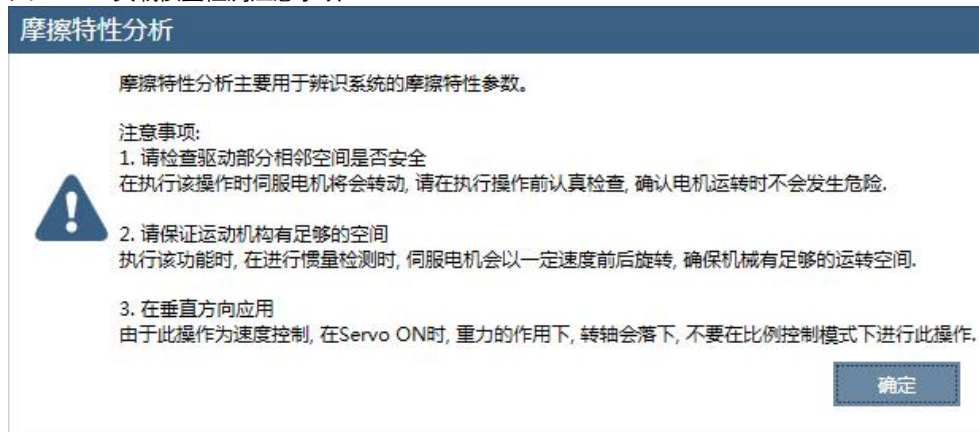 摩擦特性分析
摩擦特性分析主要用于辨识系统的摩擦特性参数。
注意事项:
1. 请检查驱动部分相邻空间是否安全
在执行该操作时伺服电机将会转动, 请在执行操作前认真检查, 确认电机运转时不会发生危险.
2. 请保证运动机构有足够的空间
执行该功能时, 在进行惯量检测时, 伺服电机会以一定速度前后旋转, 确保机械有足够的运转空间.
3. 在垂直方向应用
由于此操作为速度控制, 在Servo ON时, 重力的作用下, 转轴会落下, 不要在比例控制模式下进行此操作.
确定